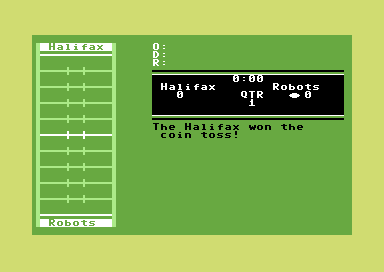 Halifax
O:
D:
R:
0:00
Halifax Robots
0 QTR 0
1
The Halifax won the
coin toss!
Robots